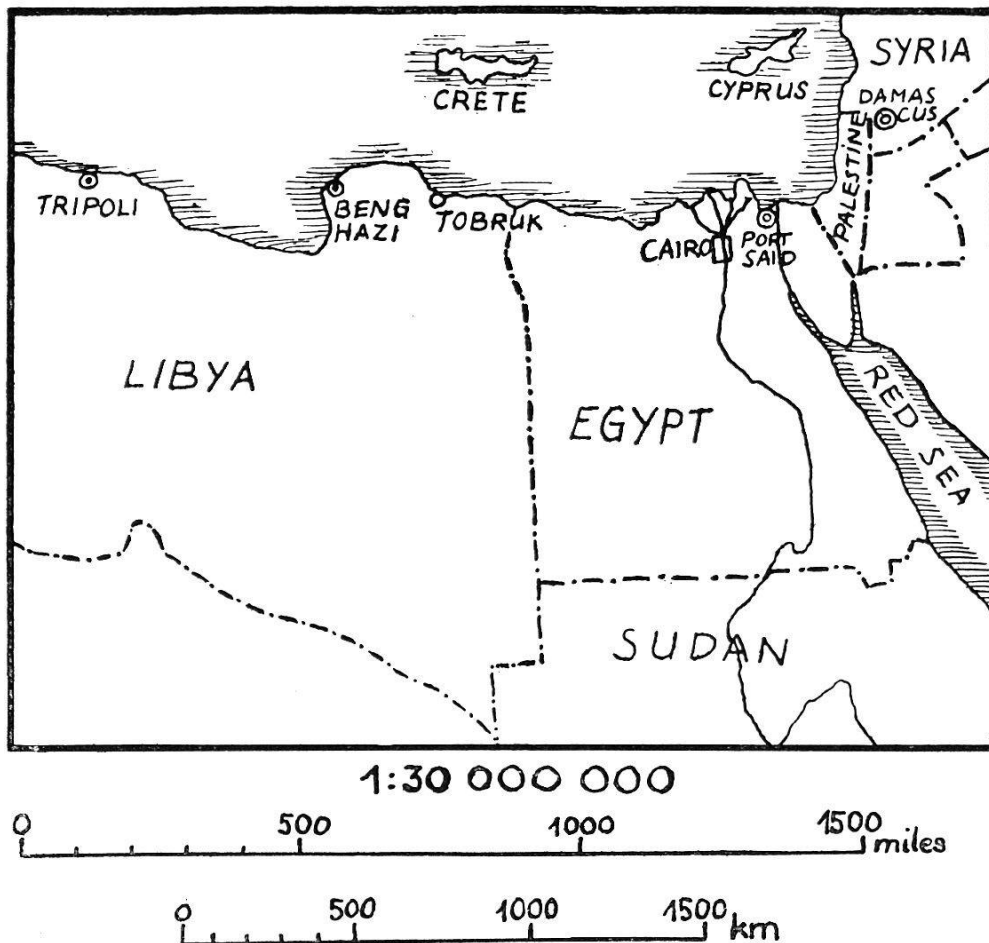 SYRIA
CRETE
CYPRUS
DAMAS
CUS
PALESTINE
TRIPOLI
BENG
HAZI
TOBRUK
CAIRO
PORT
SAID
LIBYA
EGYPT
RED SEA
SUDAN
1:30 000 000
0 500 1000 1500 miles
0 500 1000 1500 km